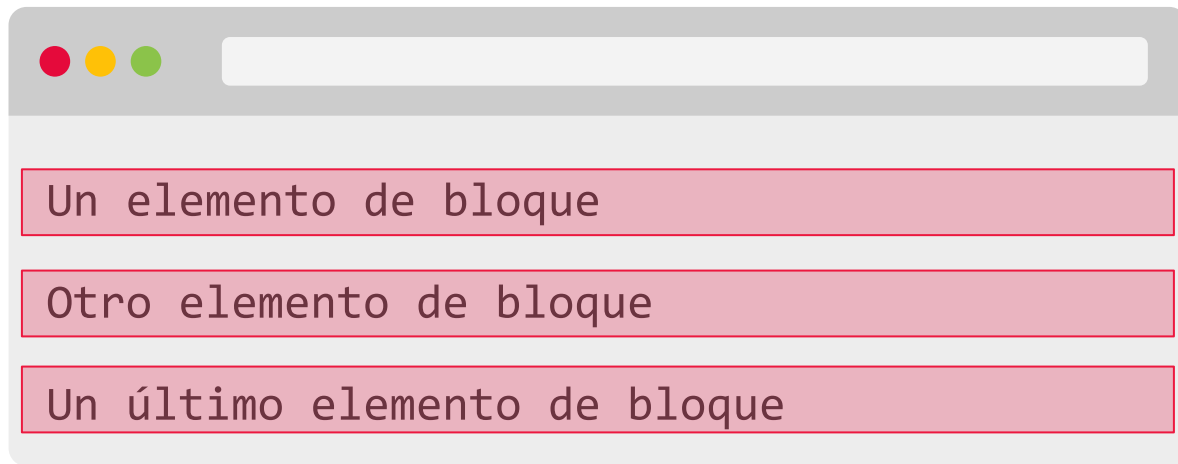 Un elemento de bloque
Otro elemento de bloque
Un último elemento de bloque